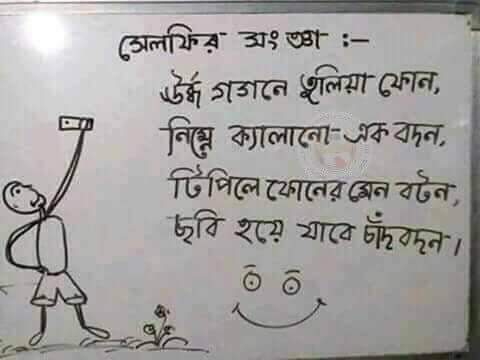 সেলফির সংজ্ঞা :-
ঊর্ধ্ব গগনে তুলিয়া ফোন,
নিম্নে ক্যালানো-এক বদন,
টিপিলে ফোনের মেন বটন,
ছবি হয়ে যাবে চাঁদবদন।